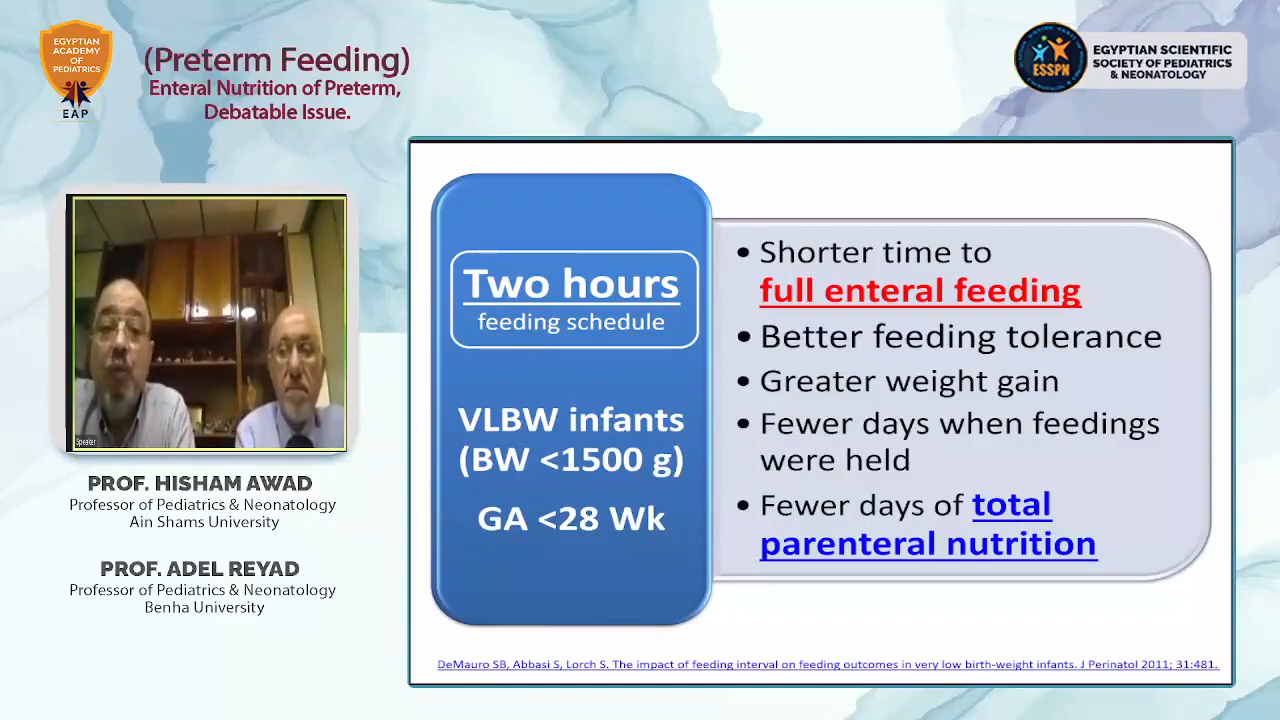 EGYPTIAN
ACADEMY
OF
PEDIATRICS
EAP
(Preterm Feeding)
Enteral Nutrition of Preterm,
Debatable Issue.
ESSPN
EGYPTIAN SCIENTIFIC
SOCIETY OF PEDIATRICS
& NEONATOLOGY
Speaker
PROF. HISHAM AWAD
Professor of Pediatrics & Neonatology
Ain Shams University
PROF. ADEL REYAD
Professor of Pediatrics & Neonatology
Benha University
Two hours
feeding schedule
VLBW infants
(BW <1500 g)
GA <28 Wk
• Shorter time to
full enteral feeding
• Better feeding tolerance
• Greater weight gain
• Fewer days when feedings
were held
• Fewer days of total
parenteral nutrition
DeMauro SB, Abbasi S, Lorch S. The impact of feeding interval on feeding outcomes in very low birth-weight infants. J Perinatol 2011; 31:481.